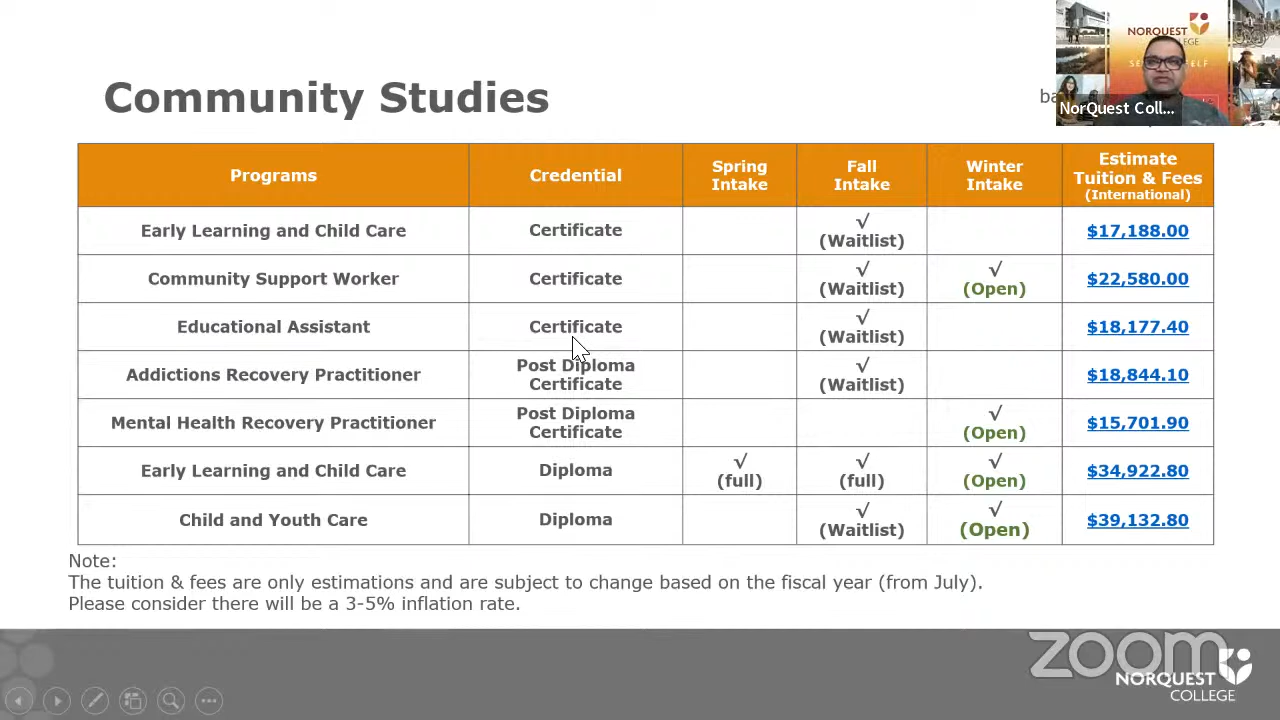 NORQUEST
COLLEGE
NorQuest Coll...
Community Studies
Programs
Credential
Spring
Intake
Fall
Intake
Winter
Intake
Estimate
Tuition & Fees
(International)
Early Learning and Child Care
Certificate
√
(Waitlist)
$17,188.00
Community Support Worker
Certificate
√
(Waitlist)
√
(Open)
$22,580.00
Educational Assistant
Certificate
√
(Waitlist)
$18,177.40
Addictions Recovery Practitioner
Post Diploma
Certificate
√
(Waitlist)
$18,844.10
Mental Health Recovery Practitioner
Post Diploma
Certificate
√
(Open)
$15,701.90
Early Learning and Child Care
Diploma
√
(full)
√
(full)
√
(Open)
$34,922.80
Child and Youth Care
Diploma
√
(Waitlist)
√
(Open)
$39,132.80
Note:
The tuition & fees are only estimations and are subject to change based on the fiscal year (from July).
Please consider there will be a 3-5% inflation rate.
zoom
NORQUEST
COLLEGE